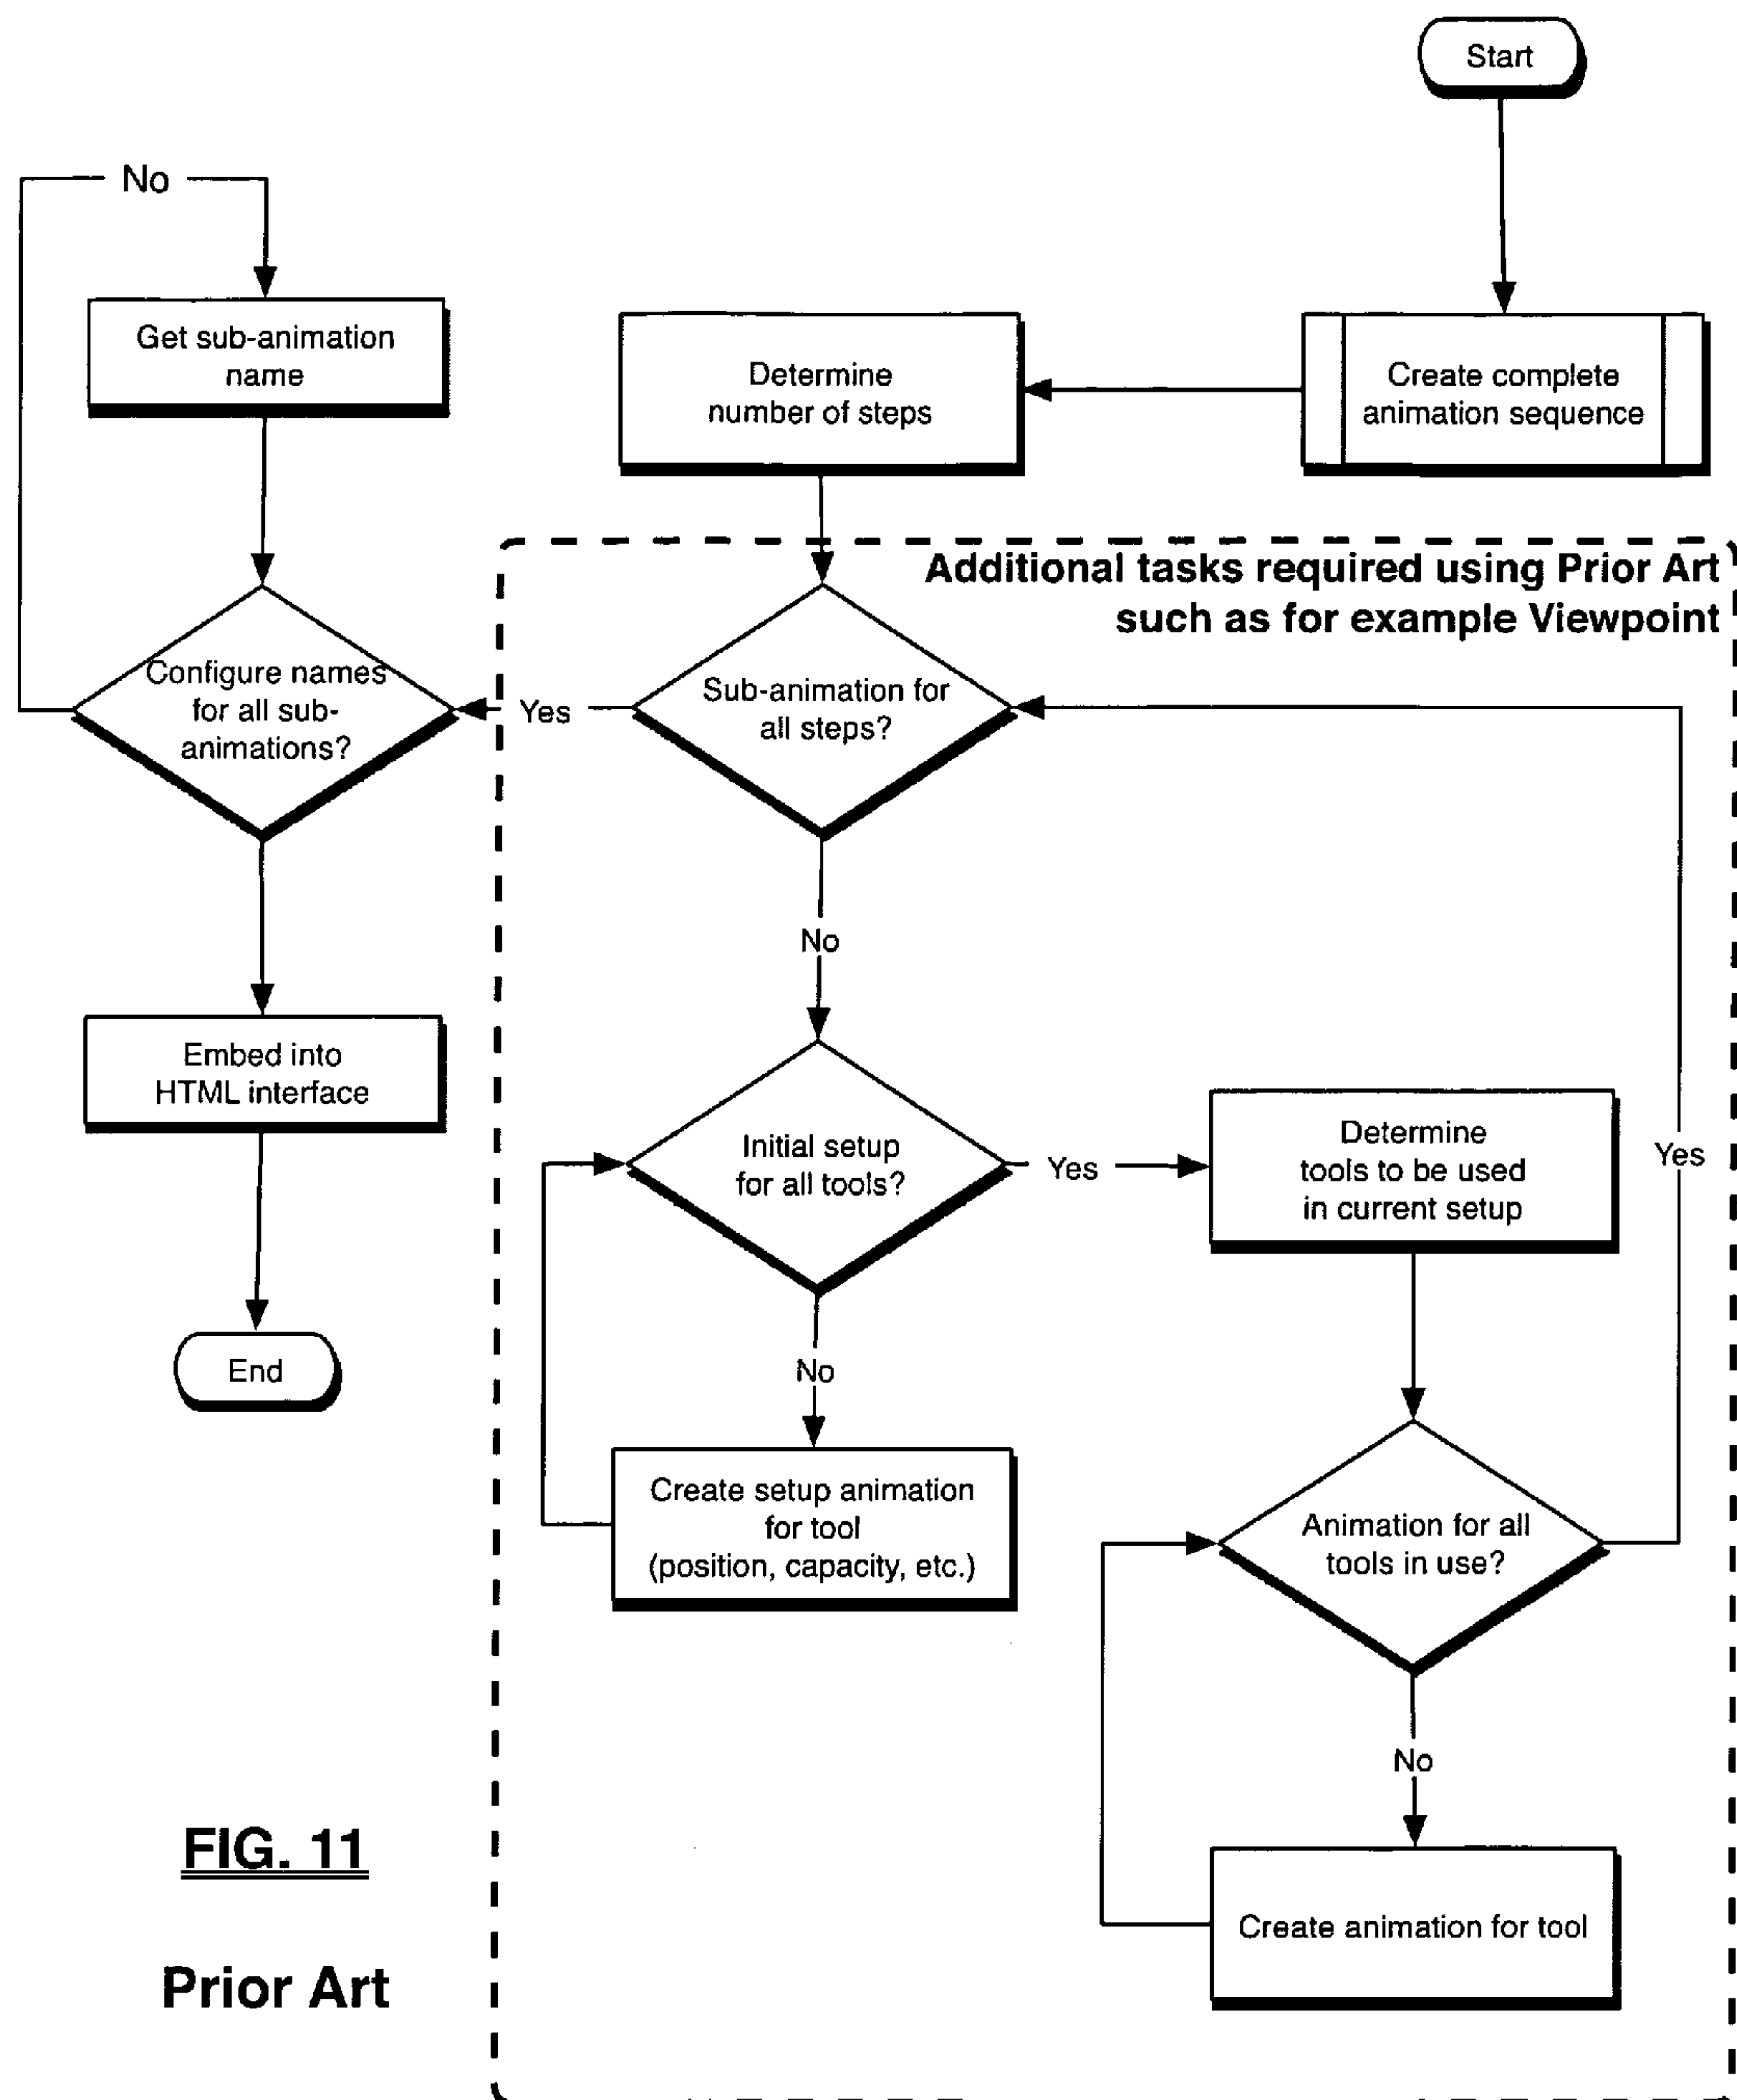 Start
No
Get sub-animation
name
Determine
number of steps
Create complete
animation sequence
Additional tasks required using Prior Art
such as for example Viewpoint
Configure names
for all sub-
animations?
Yes
Sub-animation for
all steps?
No
Embed into
HTML interface
Initial setup
for all tools?
Yes
Determine
tools to be used
in current setup
Yes
End
No
Create setup animation
for tool
(position, capacity, etc.)
Animation for all
tools in use?
No
Create animation for tool
FIG. 11
Prior Art